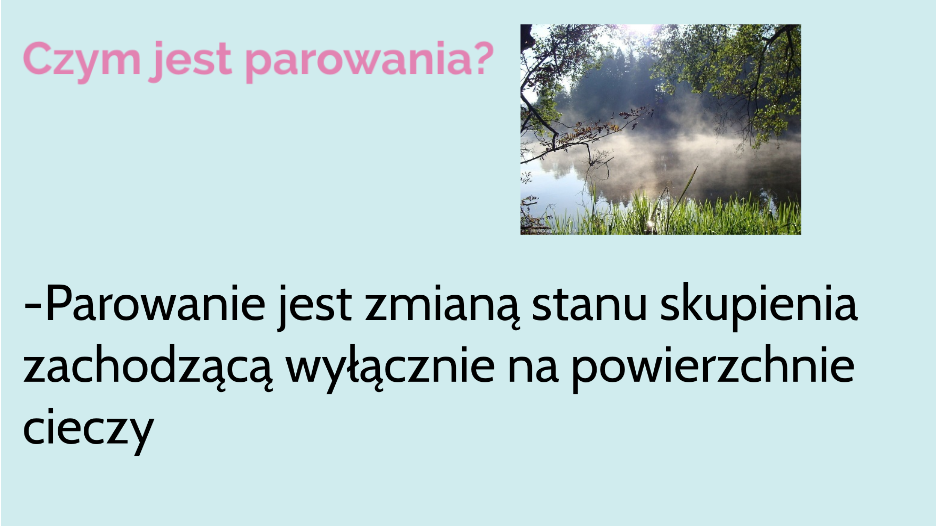 Czym jest parowania?
-Parowanie jest zmianą stanu skupienia
zachodzącą wyłącznie na powierzchnie
cieczy